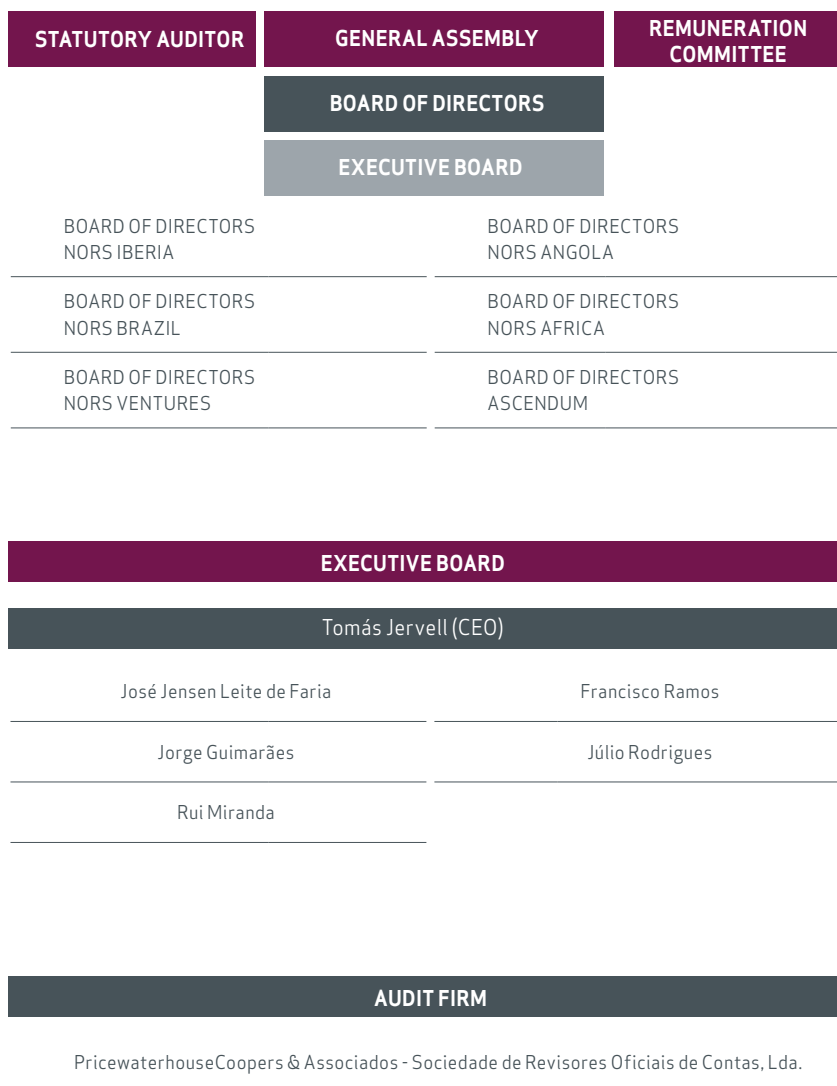 STATUTORY AUDITOR
GENERAL ASSEMBLY
REMUNERATION
COMMITTEE
BOARD OF DIRECTORS
EXECUTIVE BOARD
BOARD OF DIRECTORS
NORS IBERIA
BOARD OF DIRECTORS
NORS ANGOLA
BOARD OF DIRECTORS
NORS BRAZIL
BOARD OF DIRECTORS
NORS AFRICA
BOARD OF DIRECTORS
NORS VENTURES
BOARD OF DIRECTORS
ASCENDUM
EXECUTIVE BOARD
Tomás Jervell (CEO)
José Jensen Leite de Faria
Francisco Ramos
Jorge Guimarães
Júlio Rodrigues
Rui Miranda
AUDIT FIRM
PricewaterhouseCoopers & Associados - Sociedade de Revisores Oficiais de Contas, Lda.